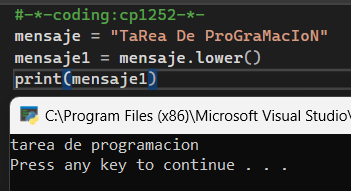 #-*-coding:cp1252-*-
mensaje = "TaRea De ProGraMacIoN"
mensaje1 = mensaje.lower()
print(mensaje1)
C:\Program Files (x86)\Microsoft Visual Studio\
tarea de programacion
Press any key to continue . . .